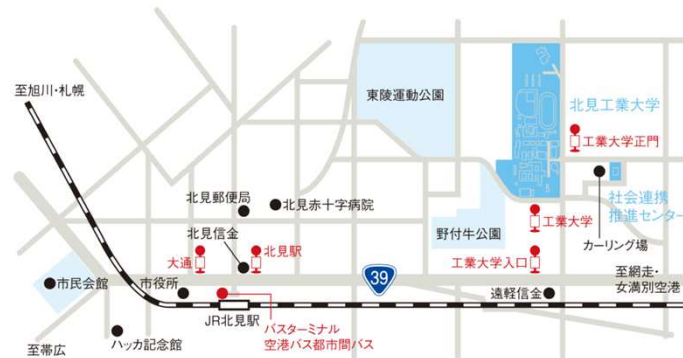 至旭川・札幌
東陵運動公園
北見工業大学
工業大学正門
北見郵便局
北見赤十字病院
社会連携
推進センター
カーリング場
工業大学
野付牛公園
北見信金
大通
北見駅
工業大学入口
39
至網走・
女満別空港
市民会館
市役所
遠軽信金
JR北見駅
バスターミナル
空港バス都市間バス
ハッカ記念館
至帯広